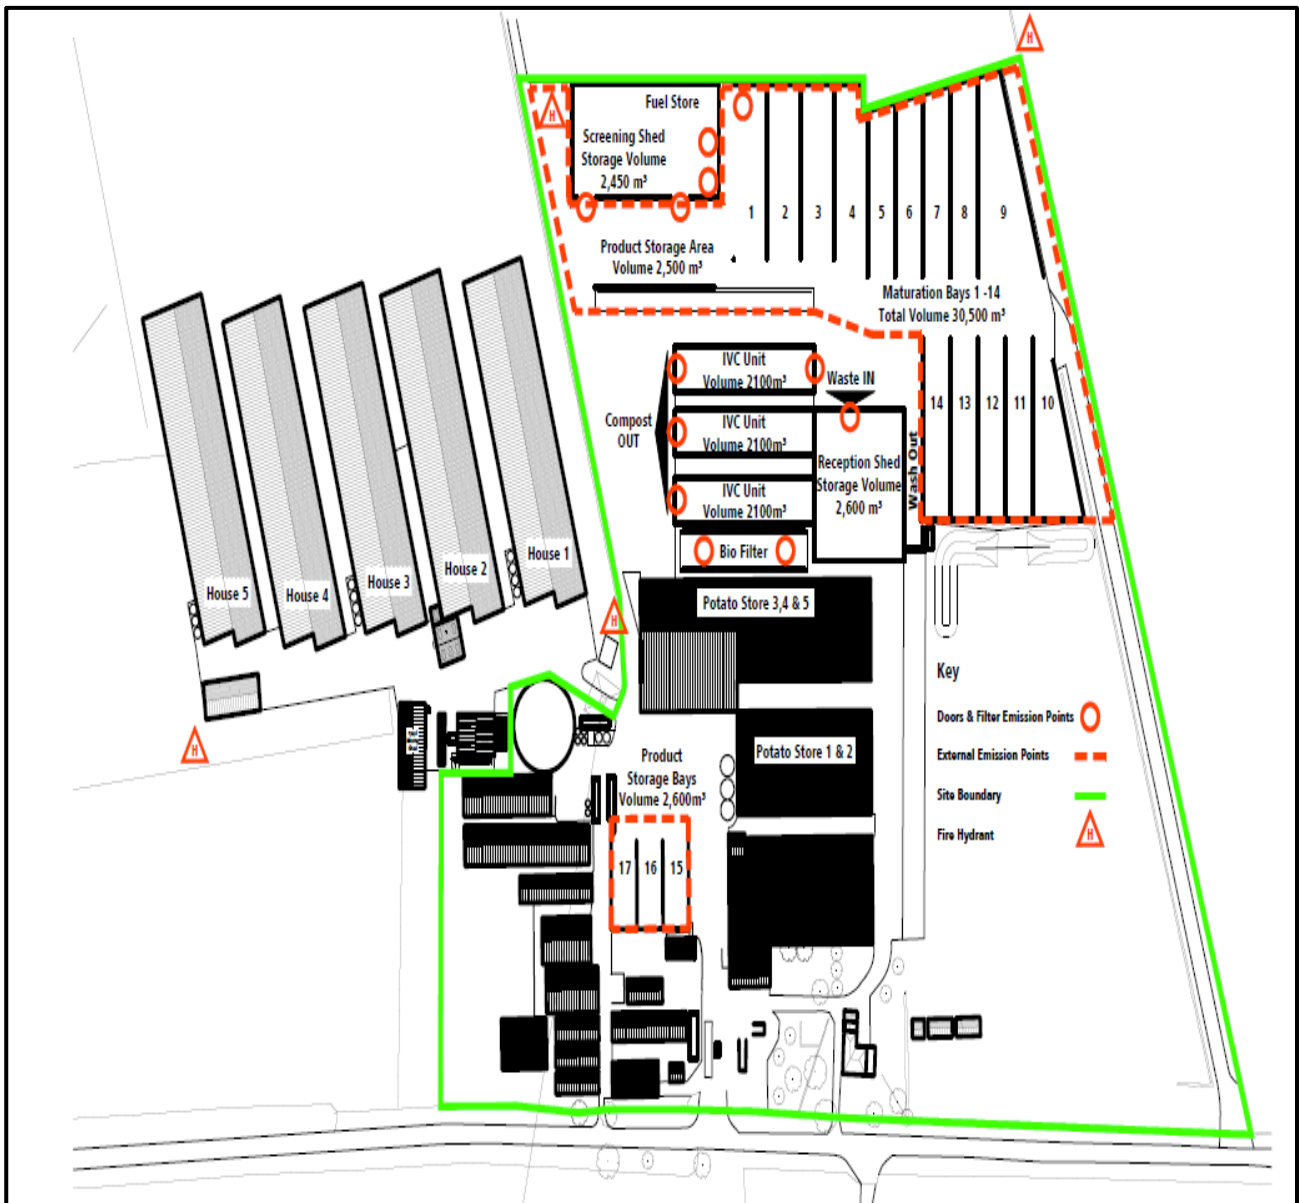 H
H
Fuel Store
Screening Shed
Storage Volume
2,450 m³
1
2
3
4
5
6
7
8
9
Product Storage Area
Volume 2,500 m³
Maturation Bays 1 -14
Total Volume 30,500 m³
IVC Unit
Volume 2100m³
Waste IN
14
13
12
11
10
Compost
OUT
IVC Unit
Volume 2100m³
Reception Shed
Storage Volume
2,600 m³
Wash Out
IVC Unit
Volume 2100m³
Bio Filter
House 5
House 4
House 3
House 2
House 1
Potato Store 3,4 & 5
H
H
Key
Doors & Filter Emission Points
External Emission Points
Site Boundary
Fire Hydrant
H
Potato Store 1 & 2
Product
Storage Bays
Volume 2,600m³
17
16
15